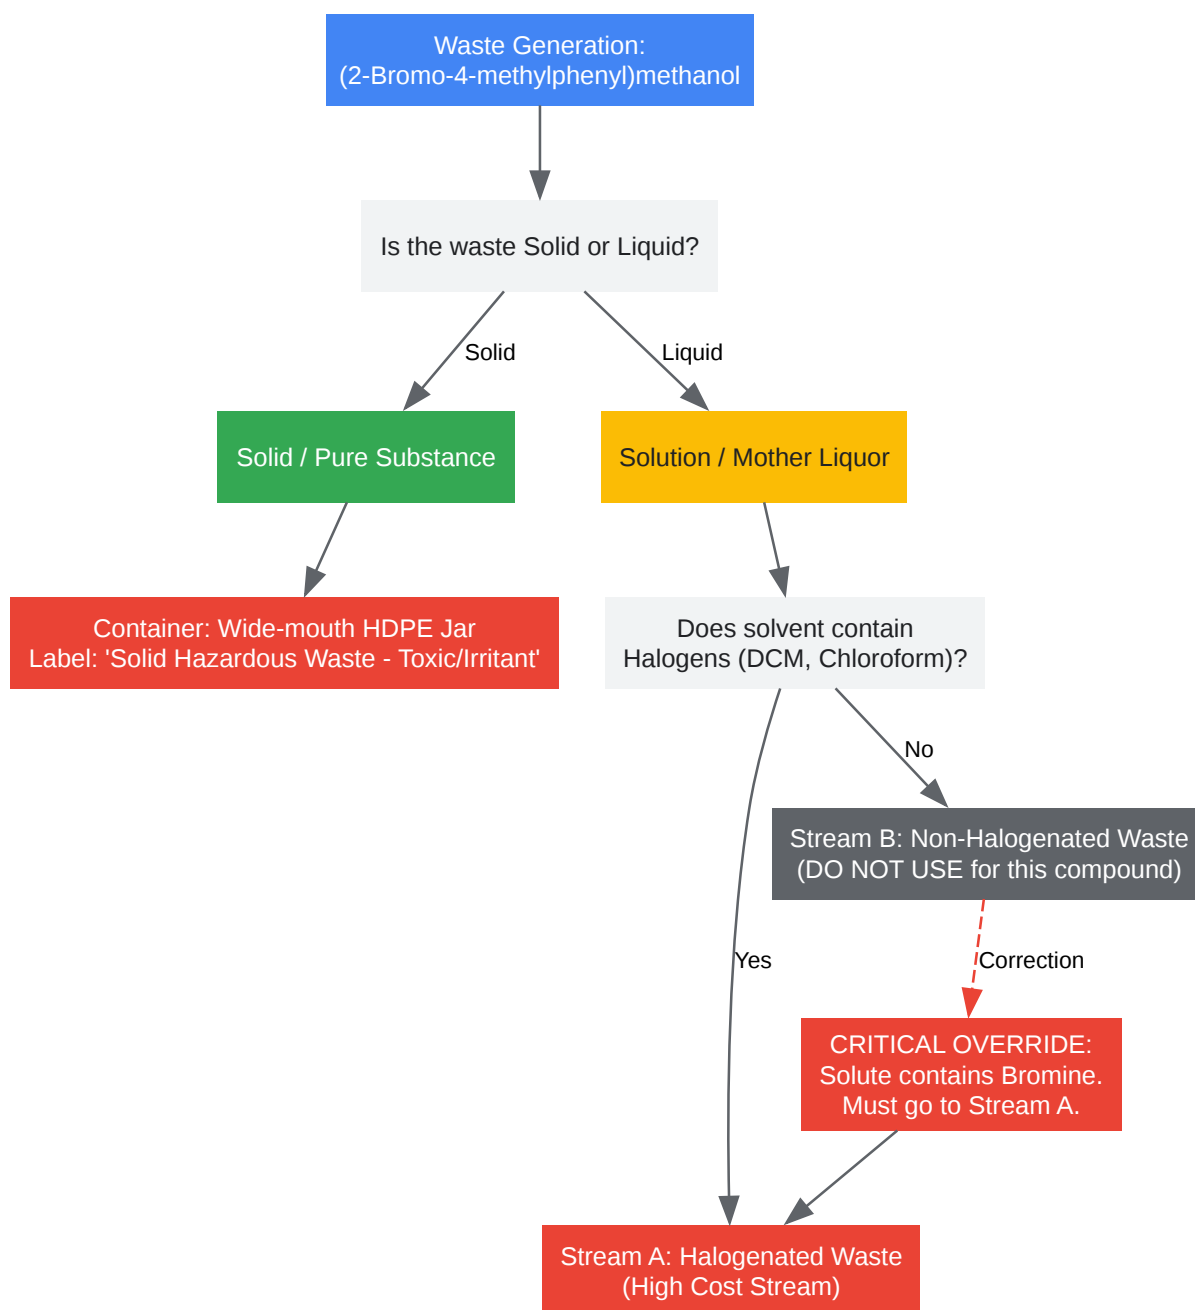 Waste Generation:
(2-Bromo-4-methylphenyl)methanol
Is the waste Solid or Liquid?
Solid
Liquid
Solid / Pure Substance
Solution / Mother Liquor
Container: Wide-mouth HDPE Jar
Label: 'Solid Hazardous Waste - Toxic/Irritant'
Does solvent contain
Halogens (DCM, Chloroform)?
No
Stream B: Non-Halogenated Waste
(DO NOT USE for this compound)
Yes
Correction
CRITICAL OVERRIDE:
Solute contains Bromine.
Must go to Stream A.
Stream A: Halogenated Waste
(High Cost Stream)